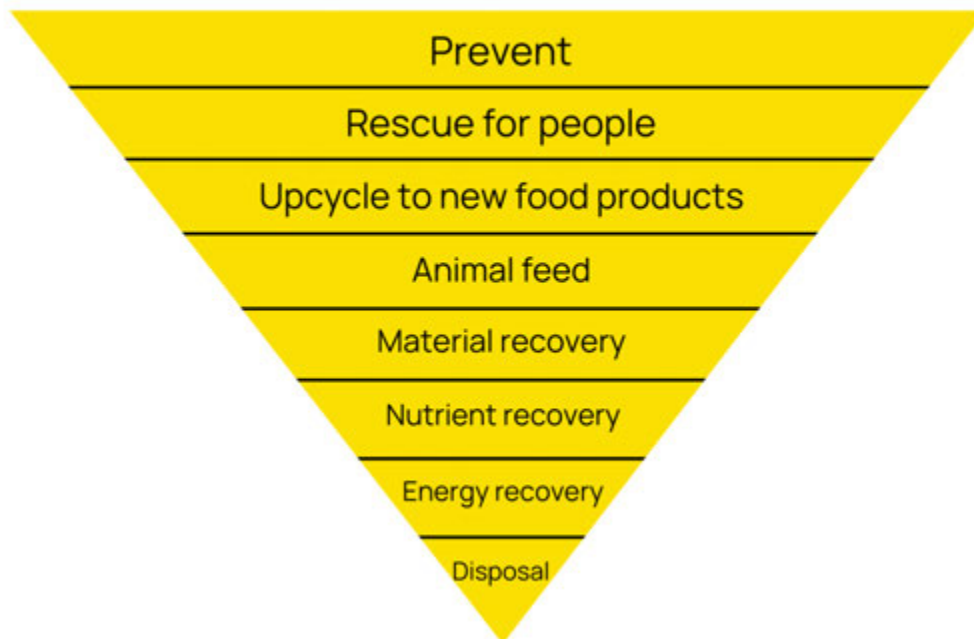 Prevent
Rescue for people
Upcycle to new food products
Animal feed
Material recovery
Nutrient recovery
Energy recovery
Disposal